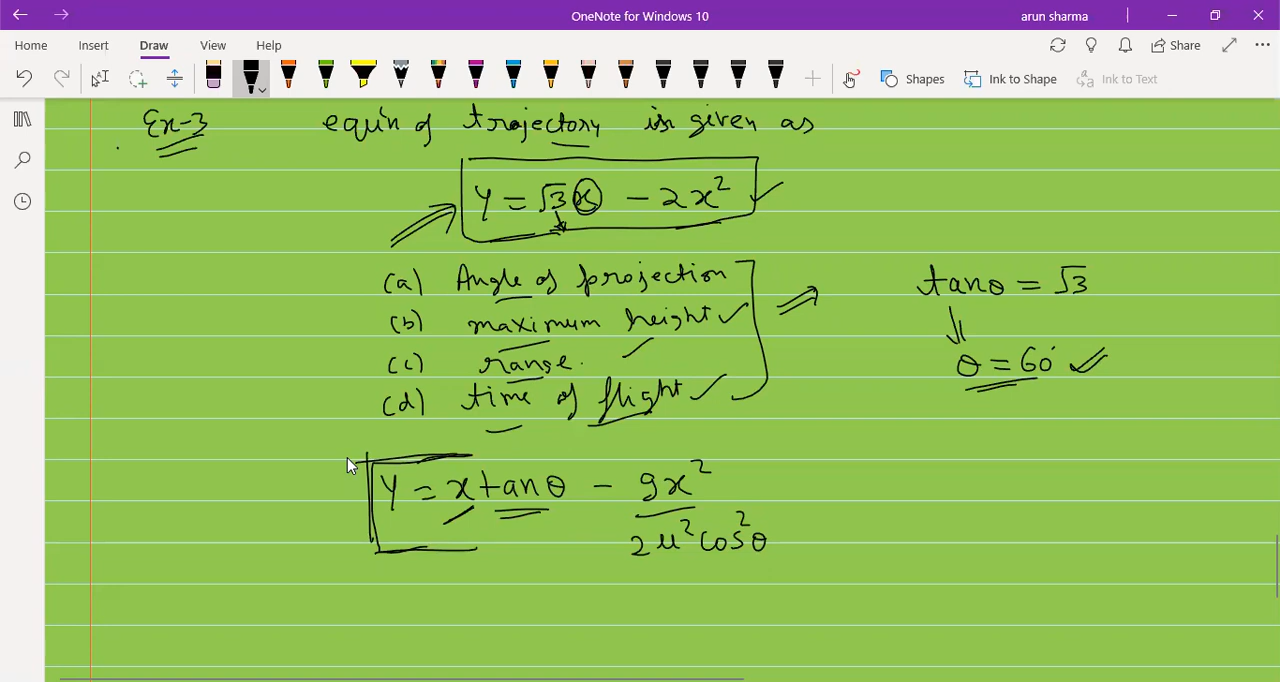 OneNote for Windows 10
arun sharma
Home Insert Draw View Help
Share
Shapes Ink to Shape Ink to Text
Ex-3 equin of trajectory is given as
y = √3x - 2x²
(a) Angle of projection
(b) maximum height
(c) range.
(d) time of flight
tanθ = √3
θ = 60°
y = x tanθ - gx²
2u²cos²θ